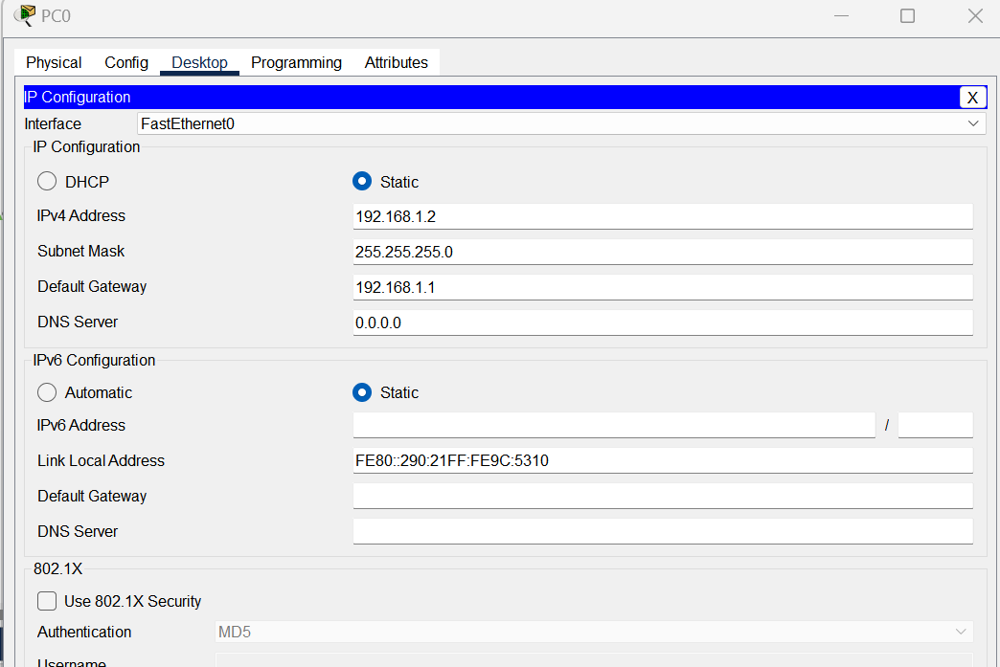 PC0
Physical Config Desktop Programming Attributes
IP Configuration X
Interface FastEthernet0
IP Configuration
DHCP Static
IPv4 Address 192.168.1.2
Subnet Mask 255.255.255.0
Default Gateway 192.168.1.1
DNS Server 0.0.0.0
IPv6 Configuration
Automatic Static
IPv6 Address /
Link Local Address FE80::290:21FF:FE9C:5310
Default Gateway
DNS Server
802.1X
Use 802.1X Security
Authentication MD5
Username